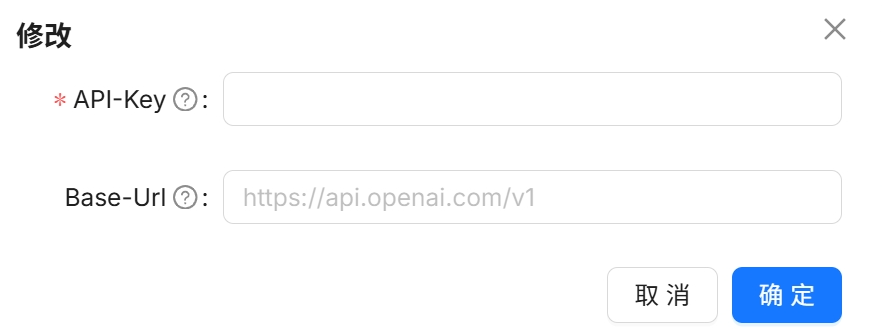 修改
* API-Key ? :
Base-Url ? : https://api.openai.com/v1
取 消 确 定